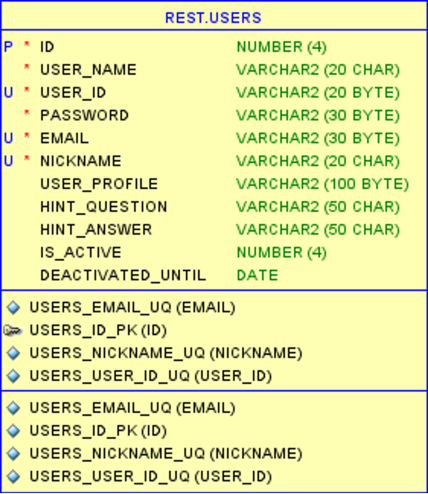 REST.USERS
P * ID NUMBER (4)
* USER_NAME VARCHAR2 (20 CHAR)
U * USER_ID VARCHAR2 (20 BYTE)
* PASSWORD VARCHAR2 (30 BYTE)
U * EMAIL VARCHAR2 (30 BYTE)
U * NICKNAME VARCHAR2 (20 CHAR)
USER_PROFILE VARCHAR2 (100 BYTE)
HINT_QUESTION VARCHAR2 (50 CHAR)
HINT_ANSWER VARCHAR2 (50 CHAR)
IS_ACTIVE NUMBER (4)
DEACTIVATED_UNTIL DATE
USERS_EMAIL_UQ (EMAIL)
USERS_ID_PK (ID)
USERS_NICKNAME_UQ (NICKNAME)
USERS_USER_ID_UQ (USER_ID)
USERS_EMAIL_UQ (EMAIL)
USERS_ID_PK (ID)
USERS_NICKNAME_UQ (NICKNAME)
USERS_USER_ID_UQ (USER_ID)